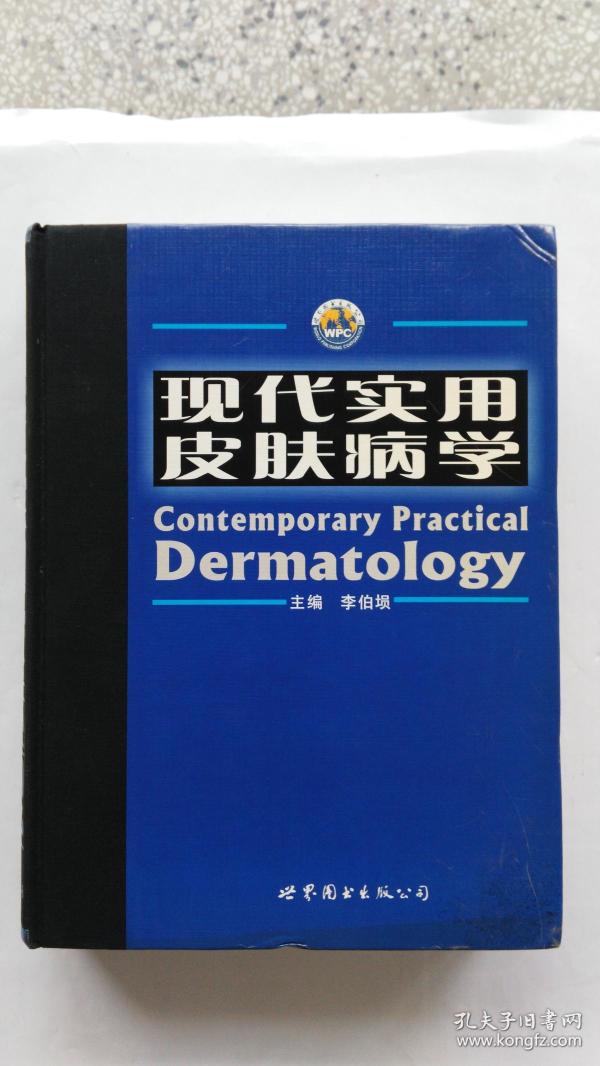 WPC
现代实用
皮肤病学
Contemporary Practical
Dermatology
主编 李伯埙
世界图书出版公司
孔夫子旧书网
www.kongfz.com